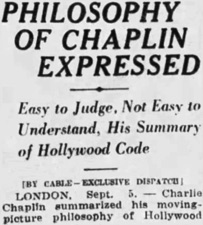 PHILOSOPHY
OF CHAPLIN
EXPRESSED
Easy to Judge, Not Easy to
Understand, His Summary
of Hollywood Code
[BY CABLE—EXCLUSIVE DISPATCH]
LONDON, Sept. 5. — Charlie
Chaplin summarized his moving-
picture philosophy of Hollywood